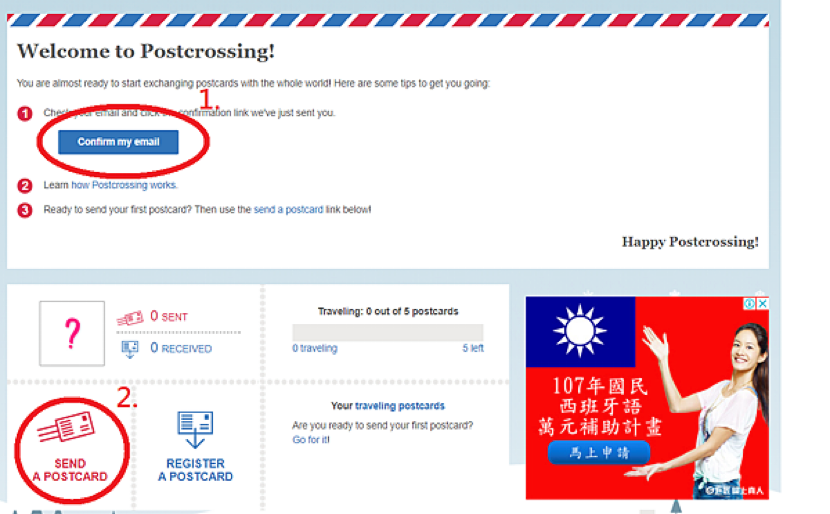 Welcome to Postcrossing!
You are almost ready to start exchanging postcards with the whole world! Here are some tips to get you going:
1.
1 Check your email and click the confirmation link we've just sent you.
Confirm my email
2 Learn how Postcrossing works.
3 Ready to send your first postcard? Then use the send a postcard link below!
Happy Postcrossing!
?
0 SENT
0 RECEIVED
Traveling: 0 out of 5 postcards
0 traveling
5 left
2.
SEND
A POSTCARD
REGISTER
A POSTCARD
Your traveling postcards
Are you ready to send your first postcard?
Go for it!
107年國民
西班牙語
萬元補助計畫
馬上申請